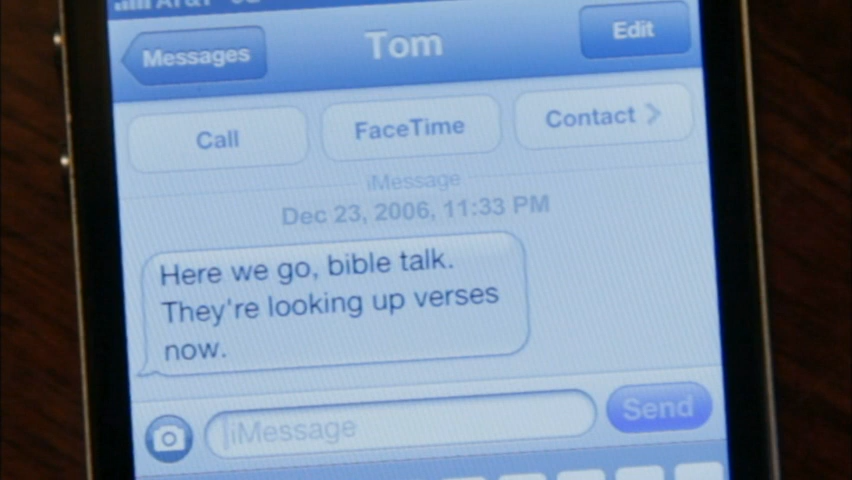 AT&T
Messages
Tom
Edit
Call
FaceTime
Contact
iMessage
Dec 23, 2006, 11:33 PM
Here we go, bible talk.
They're looking up verses
now.
iMessage
Send